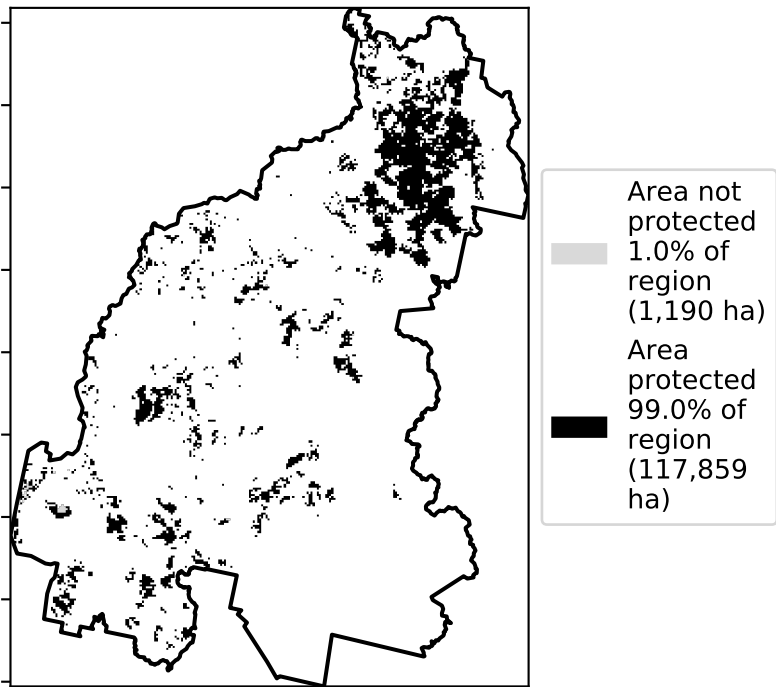 Area not
protected
1.0% of
region
(1,190 ha)
Area
protected
99.0% of
region
(117,859
ha)